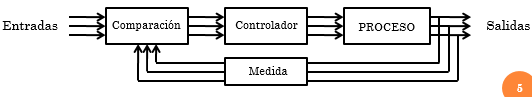 Entradas Comparación Controlador PROCESO Salidas
Medida
5